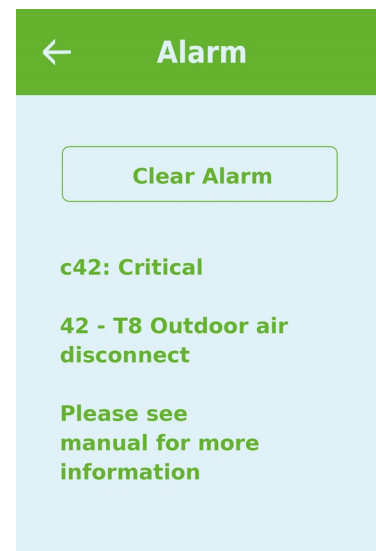 Alarm
Clear Alarm
c42: Critical
42 - T8 Outdoor air
disconnect
Please see
manual for more
information